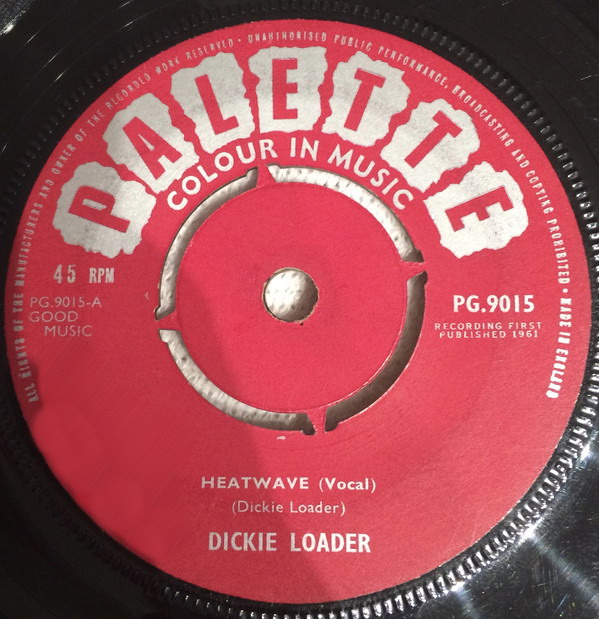 ALL RIGHTS OF THE MANUFACTURERS AND OWNER OF THE RECORDED WORK RESERVED • UNAUTHORISED PUBLIC PERFORMANCE, BROADCASTING AND COPYING PROHIBITED • MADE IN ENGLAND
PALETTE
COLOUR IN MUSIC
45 RPM
PG.9015-A
GOOD
MUSIC
PG.9015
RECORDING FIRST
PUBLISHED 1961
HEATWAVE (Vocal)
(Dickie Loader)
DICKIE LOADER